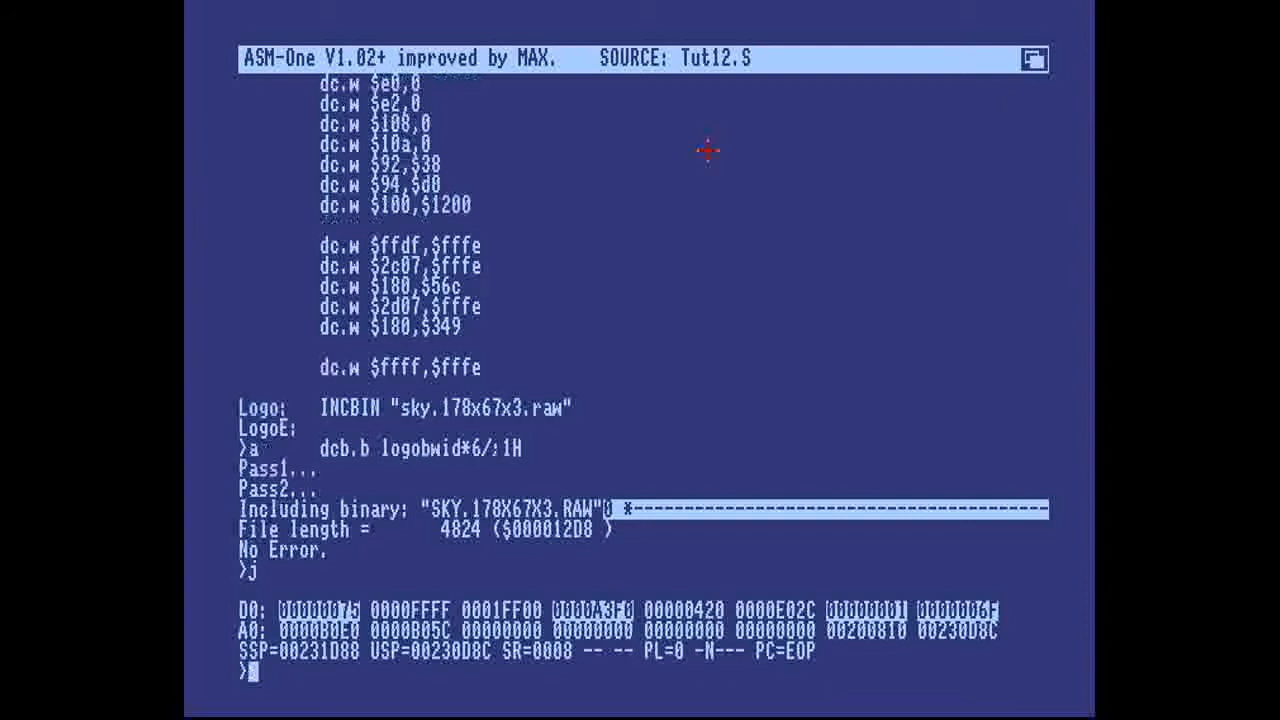 ASM-One V1.02+ improved by MAX. SOURCE: Tut12.S
dc.w $e0,0
dc.w $e2,0
dc.w $108,0
dc.w $10a,0
dc.w $92,$38
dc.w $94,$d0
dc.w $100,$1200
dc.w $ffdf,$fffe
dc.w $2c07,$fffe
dc.w $180,$56c
dc.w $2d07,$fffe
dc.w $180,$349
dc.w $ffff,$fffe
Logo: INCBIN "sky.178x67x3.raw"
LogoE:
>a dcb.b logobwid*6/;1H
Pass1...
Pass2...
Including binary: "SKY.178X67X3.RAW"0 *----------------------------------------
File length = 4824 ($000012D8 )
No Error.
>j
D0: 00000075 0000FFFF 0001FF00 0000A3F0 00000420 0000E02C 00000001 0000006F
A0: 0000B0E0 0000B05C 00000000 00000000 00000000 00000000 00200810 00230D8C
SSP=00231D88 USP=00230D8C SR=0008 -- -- PL=0 -N--- PC=EOP
>